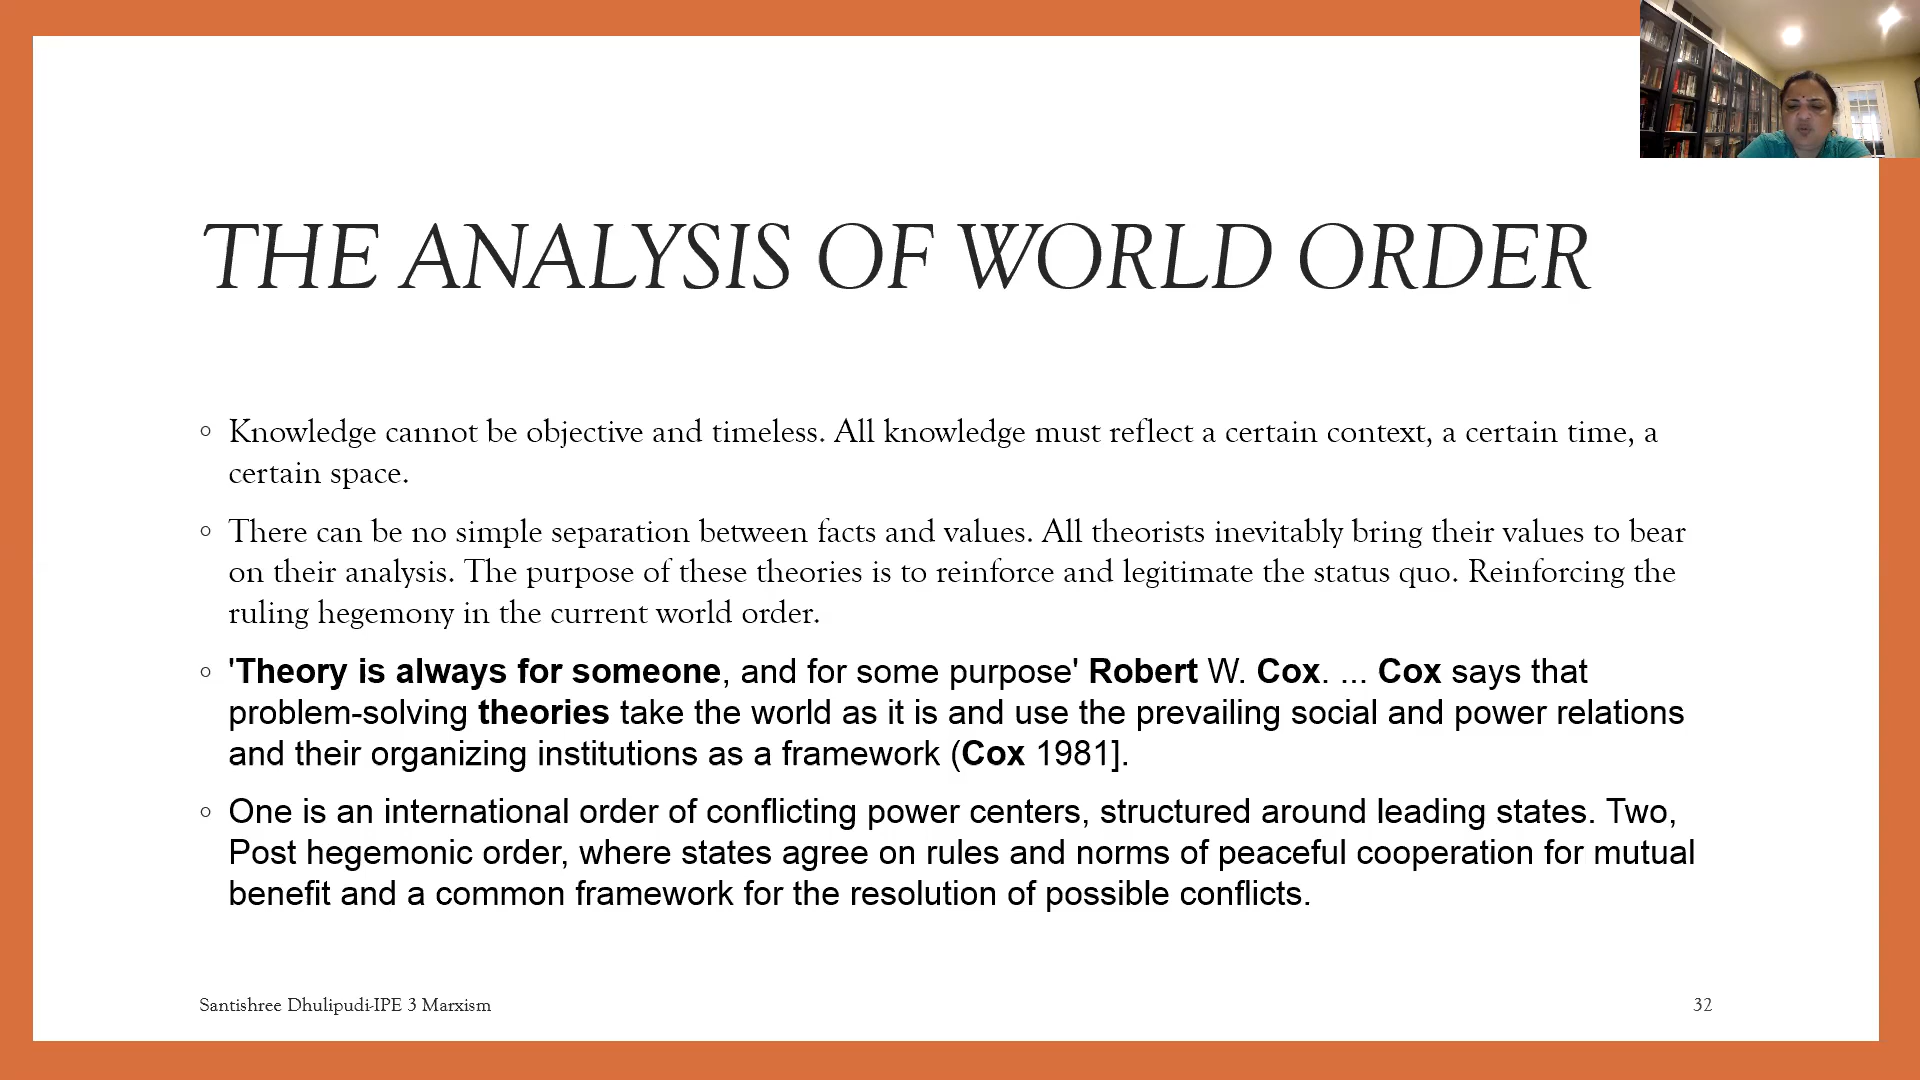 THE ANALYSIS OF WORLD ORDER
◦ Knowledge cannot be objective and timeless. All knowledge must reflect a certain context, a certain time, a
certain space.
◦ There can be no simple separation between facts and values. All theorists inevitably bring their values to bear
on their analysis. The purpose of these theories is to reinforce and legitimate the status quo. Reinforcing the
ruling hegemony in the current world order.
◦ 'Theory is always for someone, and for some purpose' Robert W. Cox. ... Cox says that
problem-solving theories take the world as it is and use the prevailing social and power relations
and their organizing institutions as a framework (Cox 1981].
◦ One is an international order of conflicting power centers, structured around leading states. Two,
Post hegemonic order, where states agree on rules and norms of peaceful cooperation for mutual
benefit and a common framework for the resolution of possible conflicts.
Santishree Dhulipudi-IPE 3 Marxism
32